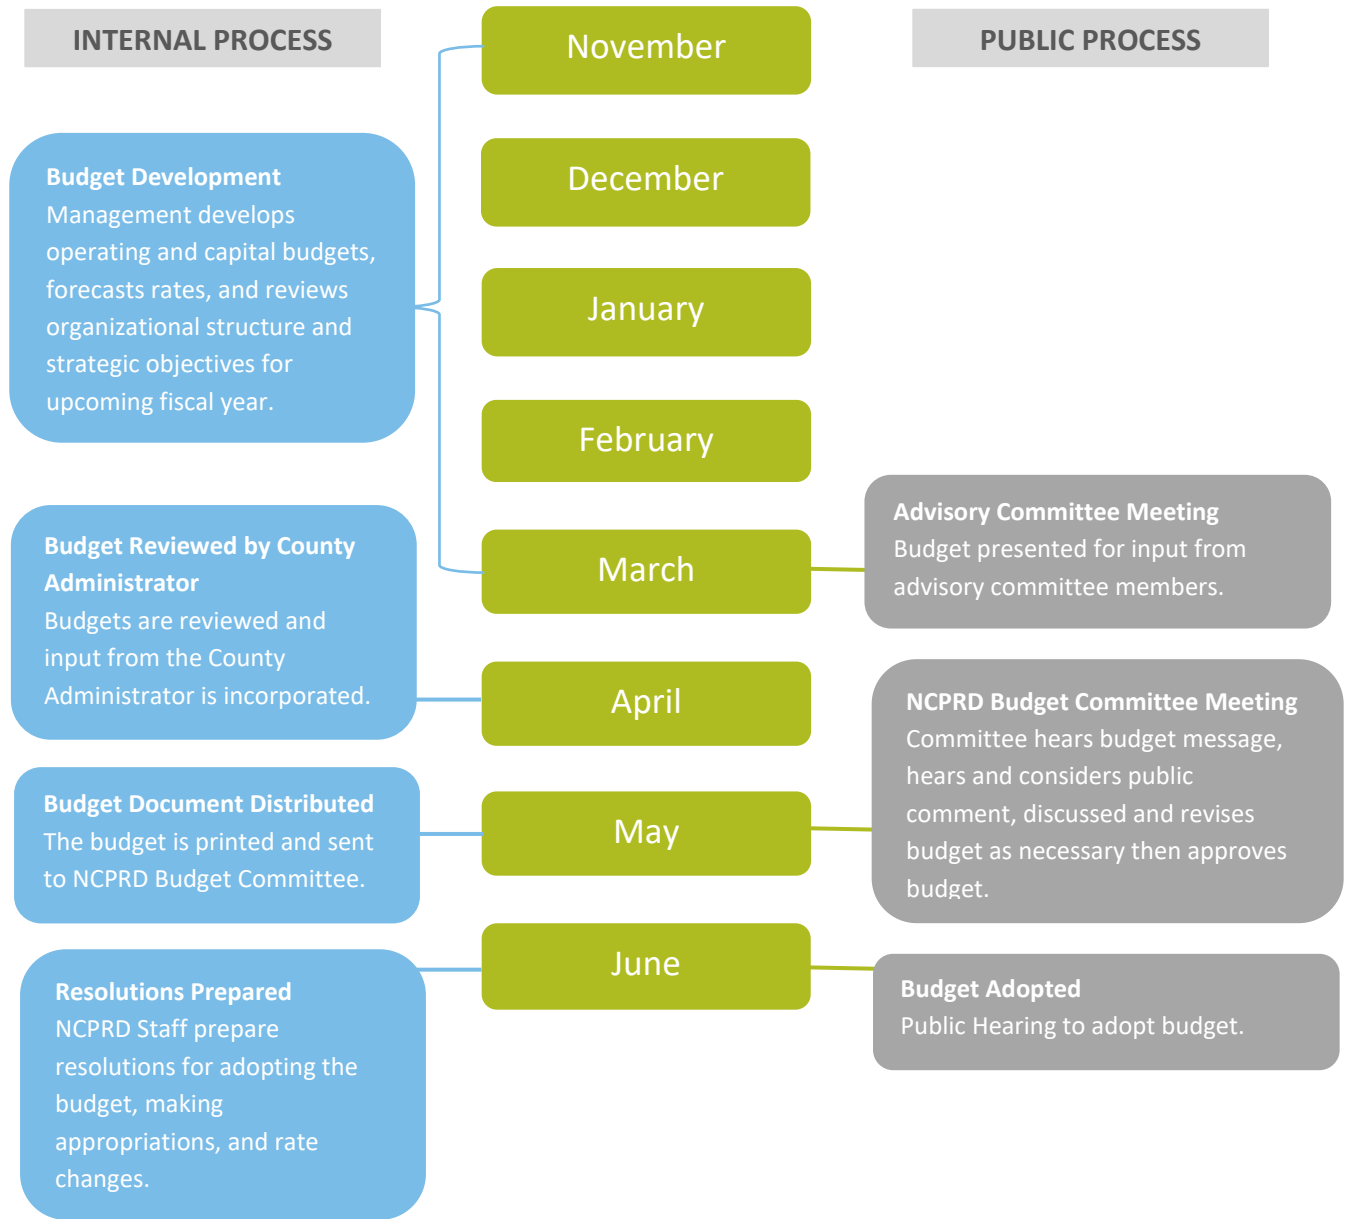 INTERNAL PROCESS
November
PUBLIC PROCESS
Budget Development
Management develops
operating and capital budgets,
forecasts rates, and reviews
organizational structure and
strategic objectives for
upcoming fiscal year.
December
January
February
Budget Reviewed by County
Administrator
Budgets are reviewed and
input from the County
Administrator is incorporated.
March
Advisory Committee Meeting
Budget presented for input from
advisory committee members.
April
NCPRD Budget Committee Meeting
Committee hears budget message,
hears and considers public
comment, discussed and revises
budget as necessary then approves
budget.
Budget Document Distributed
The budget is printed and sent
to NCPRD Budget Committee.
May
June
Resolutions Prepared
NCPRD Staff prepare
resolutions for adopting the
budget, making
appropriations, and rate
changes.
Budget Adopted
Public Hearing to adopt budget.